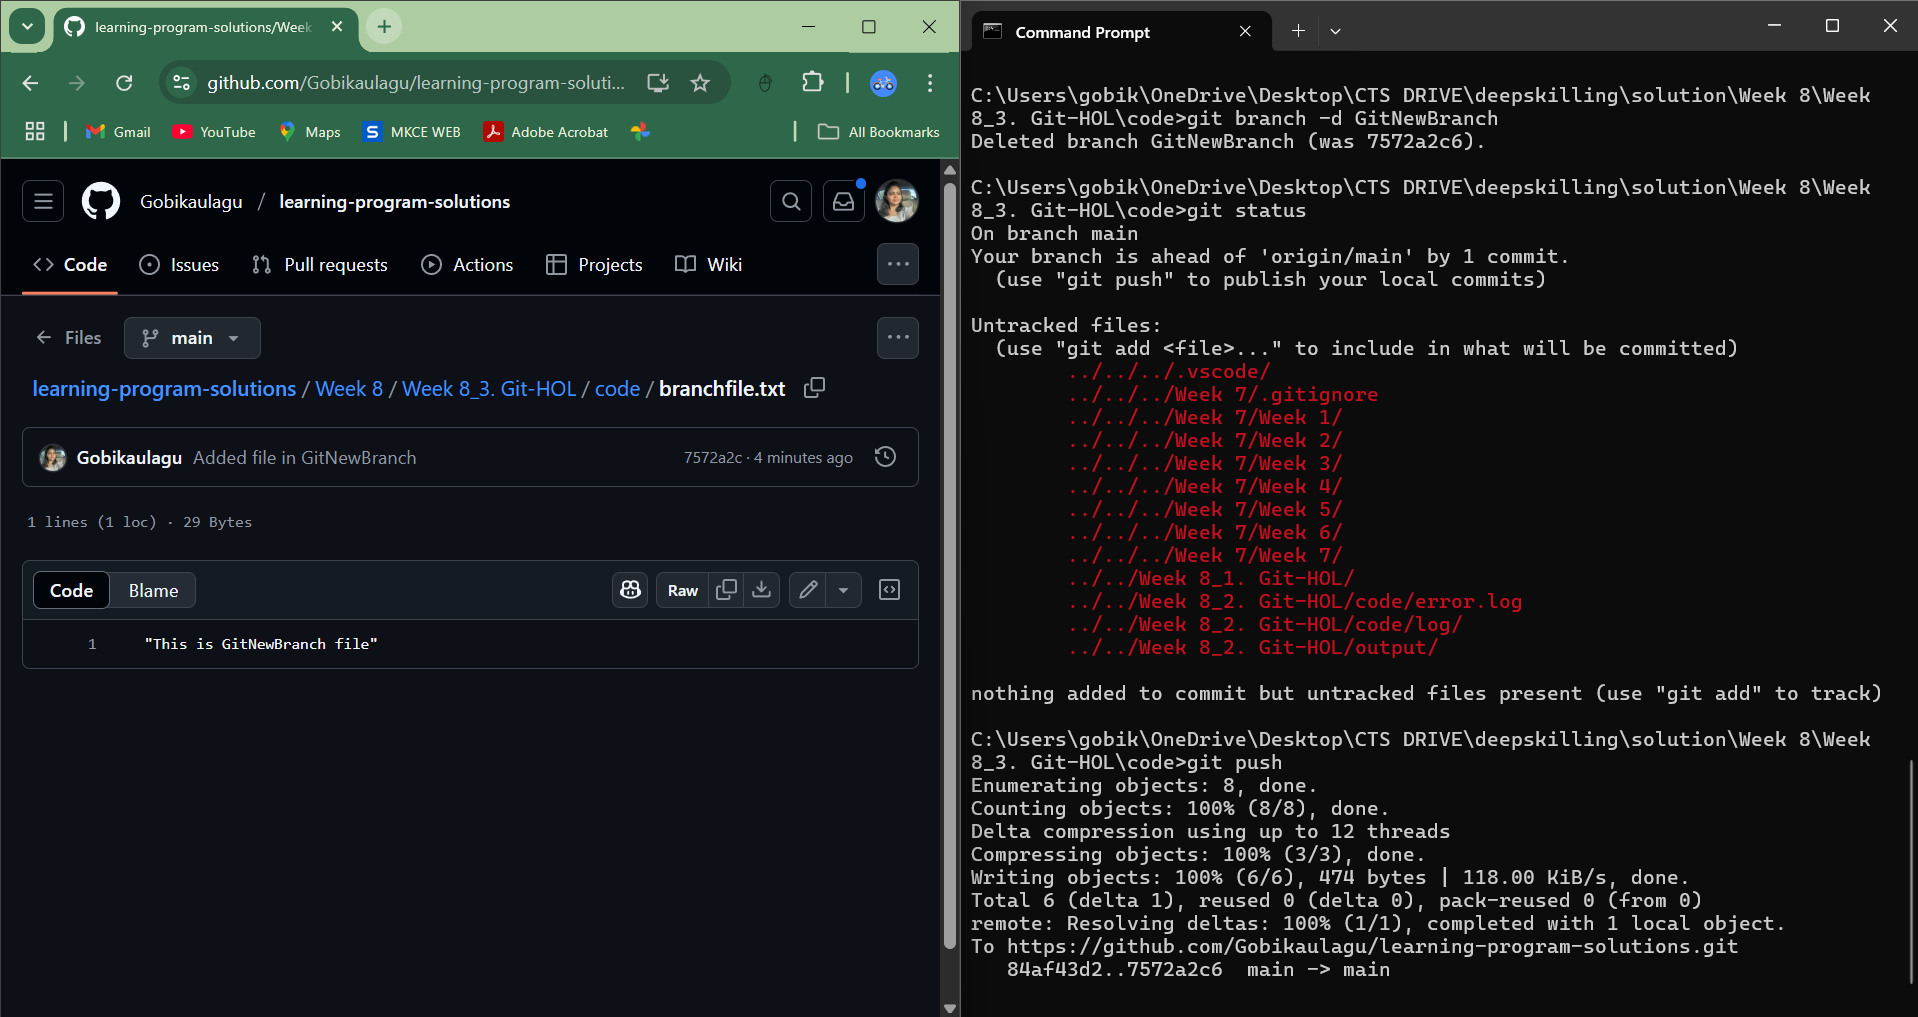 learning-program-solutions/Week
github.com/Gobikaulagu/learning-program-soluti...
Gmail YouTube Maps S MKCE WEB Adobe Acrobat All Bookmarks
Gobikaulagu / learning-program-solutions
Code Issues Pull requests Actions Projects Wiki
Files main
learning-program-solutions / Week 8 / Week 8_3. Git-HOL / code / branchfile.txt
Gobikaulagu Added file in GitNewBranch 7572a2c · 4 minutes ago
1 lines (1 loc) · 29 Bytes
Code Blame Raw
1 "This is GitNewBranch file"
Command Prompt
C:\Users\gobik\OneDrive\Desktop\CTS DRIVE\deepskilling\solution\Week 8\Week
8_3. Git-HOL\code>git branch -d GitNewBranch
Deleted branch GitNewBranch (was 7572a2c6).
C:\Users\gobik\OneDrive\Desktop\CTS DRIVE\deepskilling\solution\Week 8\Week
8_3. Git-HOL\code>git status
On branch main
Your branch is ahead of 'origin/main' by 1 commit.
(use "git push" to publish your local commits)
Untracked files:
(use "git add <file>..." to include in what will be committed)
../../../.vscode/
../../../Week 7/.gitignore
../../../Week 7/Week 1/
../../../Week 7/Week 2/
../../../Week 7/Week 3/
../../../Week 7/Week 4/
../../../Week 7/Week 5/
../../../Week 7/Week 6/
../../../Week 7/Week 7/
../../Week 8_1. Git-HOL/
../../Week 8_2. Git-HOL/code/error.log
../../Week 8_2. Git-HOL/code/log/
../../Week 8_2. Git-HOL/output/
nothing added to commit but untracked files present (use "git add" to track)
C:\Users\gobik\OneDrive\Desktop\CTS DRIVE\deepskilling\solution\Week 8\Week
8_3. Git-HOL\code>git push
Enumerating objects: 8, done.
Counting objects: 100% (8/8), done.
Delta compression using up to 12 threads
Compressing objects: 100% (3/3), done.
Writing objects: 100% (6/6), 474 bytes | 118.00 KiB/s, done.
Total 6 (delta 1), reused 0 (delta 0), pack-reused 0 (from 0)
remote: Resolving deltas: 100% (1/1), completed with 1 local object.
To https://github.com/Gobikaulagu/learning-program-solutions.git
84af43d2..7572a2c6 main -> main